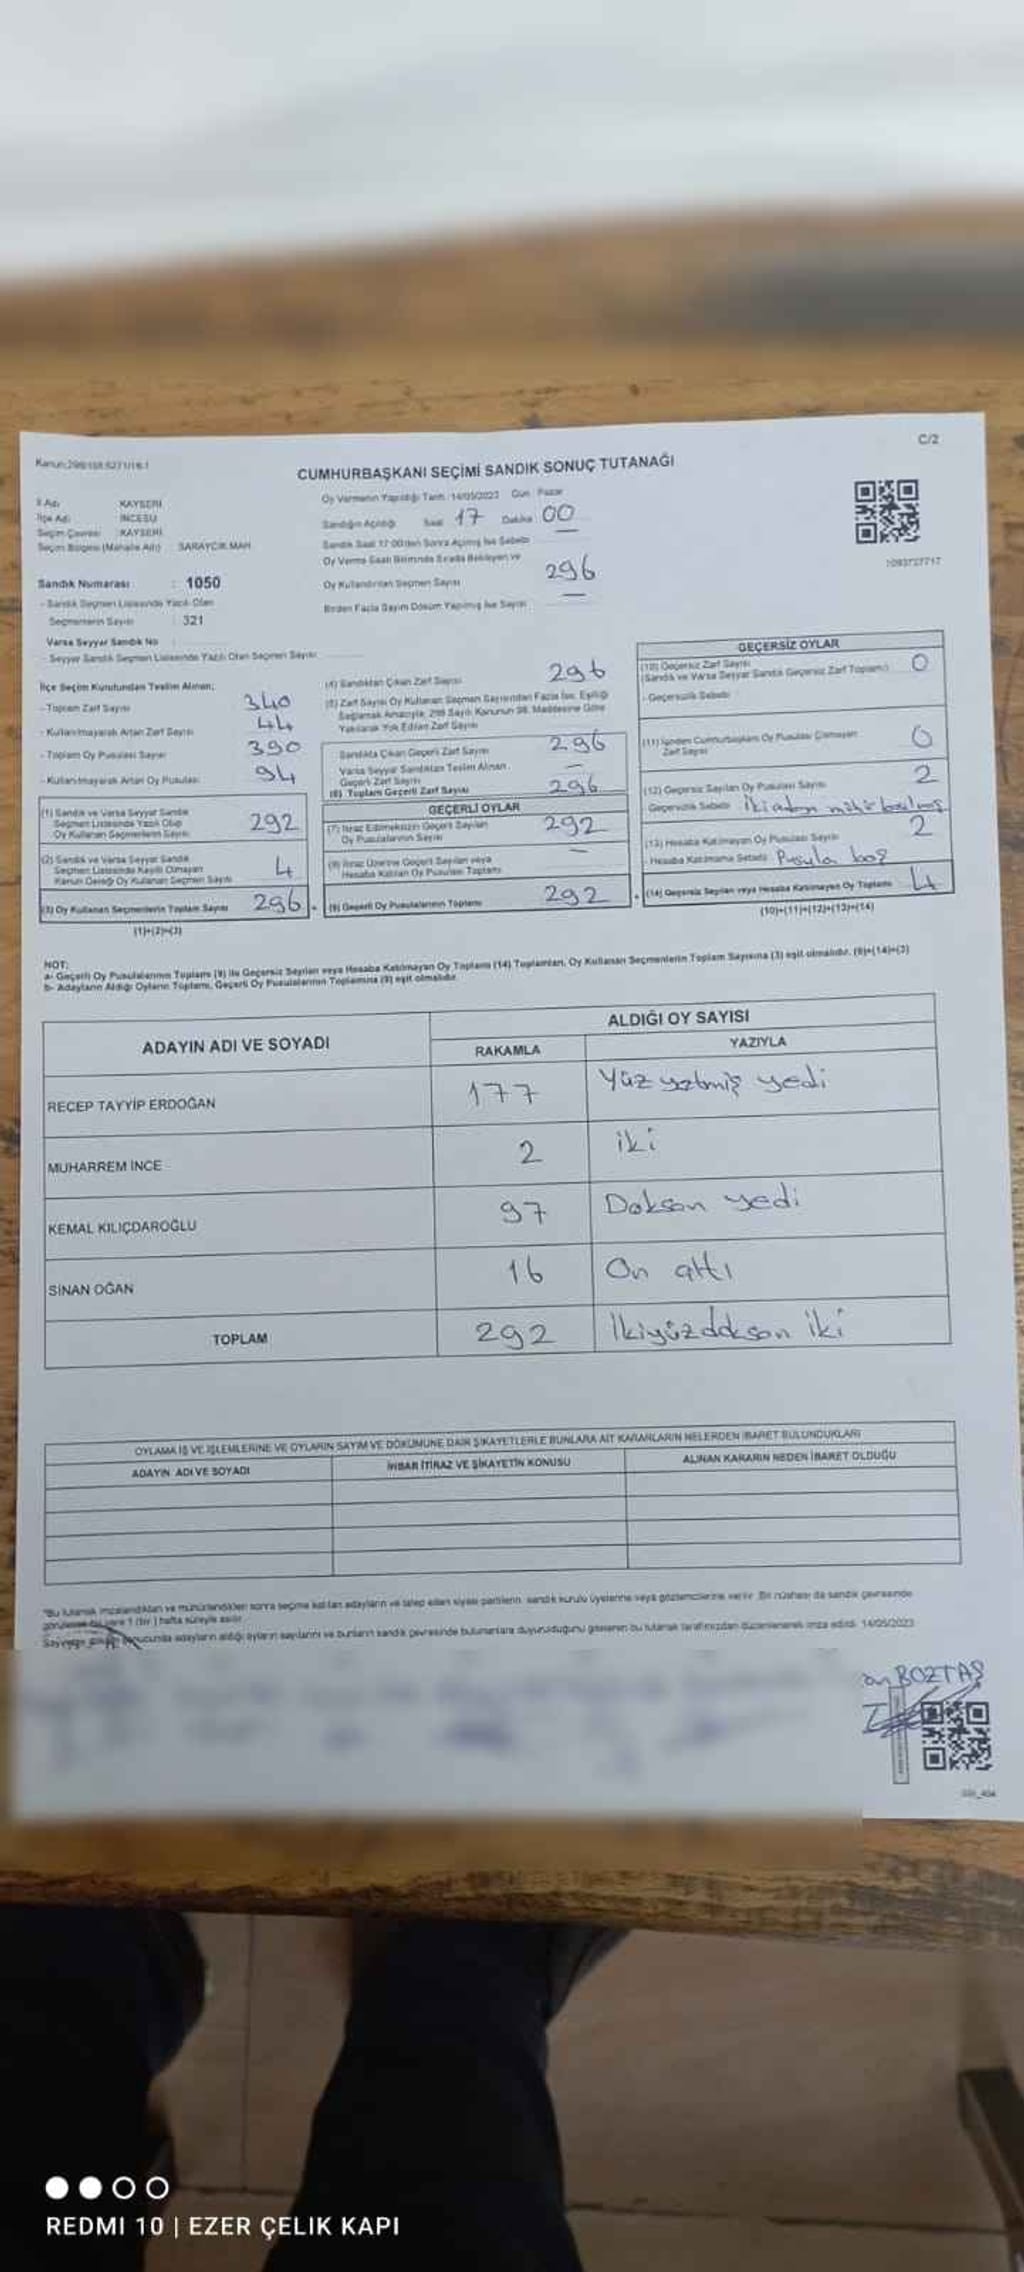 C/2
CUMHURBAŞKANI SEÇİMİ SANDIK SONUÇ TUTANAĞI
İl Adı : KAYSERİ
İlçe Adı : İNCESU
Seçim Çevresi : KAYSERİ
Seçim Bölgesi (Mahalle Adı) : SARAYCIK MAH.
Sandık Numarası : 1050
- Sandık Seçmen Listesinde Yazılı Olan
Seçmenlerin Sayısı : 321
Varsa Seyyar Sandık No :
- Seyyar Sandık Seçmen Listesinde Yazılı Olan Seçmen Sayısı:
Oy Vermenin Yapıldığı Tarih : 14/05/2023 Gün : Pazar
Sandığın Açıldığı Saat 17 Dakika 00
Sandık Saat 17:00'den Sonra Açılmış İse Sebebi —
Oy Verme Saati Bitiminde Sırada Bekleyen ve
Oy Kullandırılan Seçmen Sayısı 296
Birden Fazla Sayım Döküm Yapılmış İse Sayısı —
1093727717
İlçe Seçim Kurulundan Teslim Alınan;
- Toplam Zarf Sayısı 340
- Kullanılmayarak Artan Zarf Sayısı 44
- Toplam Oy Pusulası Sayısı 390
- Kullanılmayarak Artan Oy Pusulası 94
(1) Sandık ve Varsa Seyyar Sandık
Seçmen Listesinde Yazılı Olup
Oy Kullanan Seçmenlerin Sayısı 292
(2) Sandık ve Varsa Seyyar Sandık
Seçmen Listesinde Kayıtlı Olmayan
Kanun Gereği Oy Kullanan Seçmen Sayısı 4
(3) Oy Kullanan Seçmenlerin Toplam Sayısı 296
(1)+(2)=(3)
(4) Sandıktan Çıkan Zarf Sayısı 296
(5) Zarf Sayısı Oy Kullanan Seçmen Sayısından Fazla İse, Eşitliği
Sağlamak Amacıyla, 298 Sayılı Kanunun 98. Maddesine Göre
Yakılarak Yok Edilen Zarf Sayısı
Sandıkta Çıkan Geçerli Zarf Sayısı 296
Varsa Seyyar Sandıktan Teslim Alınan
Geçerli Zarf Sayısı —
(6) Toplam Geçerli Zarf Sayısı 296
GEÇERLİ OYLAR
(7) İtiraz Edilmeksizin Geçerli Sayılan
Oy Pusulalarının Sayısı 292
(8) İtiraz Üzerine Geçerli Sayılan veya
Hesaba Katılan Oy Pusulası Toplamı —
(9) Geçerli Oy Pusulalarının Toplamı 292
GEÇERSİZ OYLAR
(10) Geçersiz Zarf Sayısı
(Sandık ve Varsa Seyyar Sandık Geçersiz Zarf Toplamı) 0
- Geçersizlik Sebebi :
(11) İçinden Cumhurbaşkanı Oy Pusulası Çıkmayan
Zarf Sayısı 0
(12) Geçersiz Sayılan Oy Pusulası Sayısı 2
Geçersizlik Sebebi :
(13) Hesaba Katılmayan Oy Pusulası Sayısı 2
- Hesaba Katılmama Sebebi : Pusula boş
(14) Geçersiz Sayılan veya Hesaba Katılmayan Oy Toplamı 4
(10)+(11)+(12)+(13)=(14)
NOT:
a- Geçerli Oy Pusulalarının Toplamı (9) ile Geçersiz Sayılan veya Hesaba Katılmayan Oy Toplamı (14) Toplamları, Oy Kullanan Seçmenlerin Toplam Sayısına (3) eşit olmalıdır. (9)+(14)=(3)
b- Adayların Aldığı Oyların Toplamı, Geçerli Oy Pusulalarının Toplamına (9) eşit olmalıdır.
ADAYIN ADI VE SOYADI
ALDIĞI OY SAYISI
RAKAMLA YAZIYLA
RECEP TAYYİP ERDOĞAN 177 Yüz yetmiş yedi
MUHARREM İNCE 2 iki
KEMAL KILIÇDAROĞLU 97 Doksan yedi
SİNAN OĞAN 16 On altı
TOPLAM 292 İkiyüzdoksan iki
OYLAMA İŞ VE İŞLEMLERİNE VE OYLARIN SAYIM VE DÖKÜMÜNE DAİR ŞİKAYETLERLE BUNLARA AİT KARARLARIN NELERDEN İBARET BULUNDUKLARI
ADAYIN ADI VE SOYADI İHBAR İTİRAZ VE ŞİKAYETİN KONUSU ALINAN KARARIN NEDEN İBARET OLDUĞU
*Bu tutanak imzalandıktan ve mühürlendikten sonra seçime katılan adayların ve talep eden siyasi partilerin, sandık kurulu üyelerine veya gözlemcilerine verilir. Bir nüshası da sandık çevresinde
görülecek bir yere 1 (bir) hafta süreyle asılır.
sonucunda adayların aldığı oyların sayılarını ve bunların sandık çevresinde bulunanlara duyurulduğunu gösteren bu tutanak tarafımızdan düzenlenerek imza edildi. 14/05/2023
BOZTAŞ
REDMI 10 | EZER ÇELIK KAPI